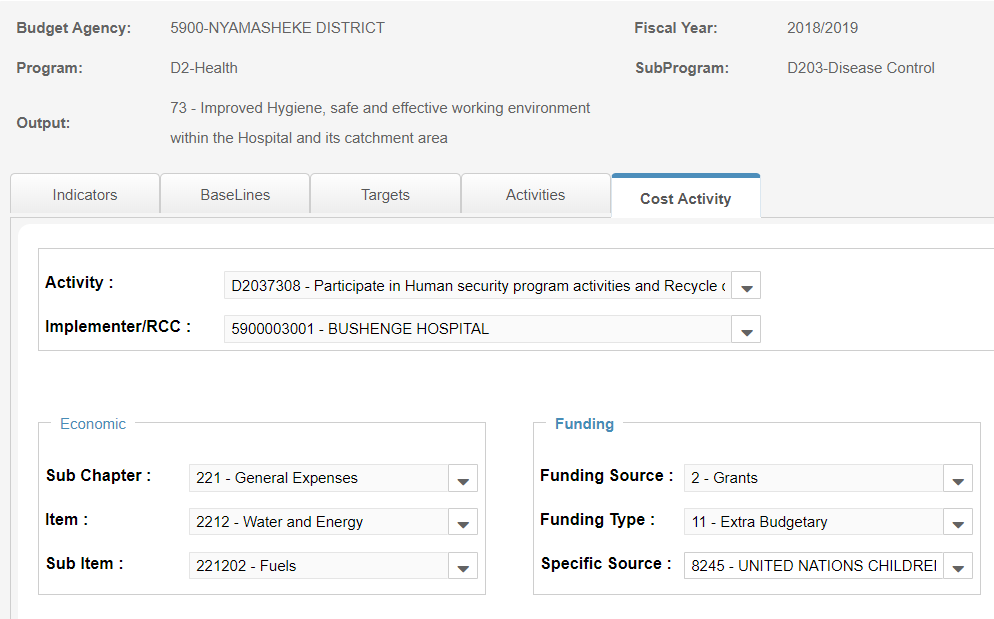 Budget Agency: 5900-NYAMASHEKE DISTRICT Fiscal Year: 2018/2019
Program: D2-Health SubProgram: D203-Disease Control
Output: 73 - Improved Hygiene, safe and effective working environment
within the Hospital and its catchment area
Indicators BaseLines Targets Activities Cost Activity
Activity : D2037308 - Participate in Human security program activities and Recycle
Implementer/RCC : 5900003001 - BUSHENGE HOSPITAL
Economic Funding
Sub Chapter : 221 - General Expenses Funding Source : 2 - Grants
Item : 2212 - Water and Energy Funding Type : 11 - Extra Budgetary
Sub Item : 221202 - Fuels Specific Source : 8245 - UNITED NATIONS